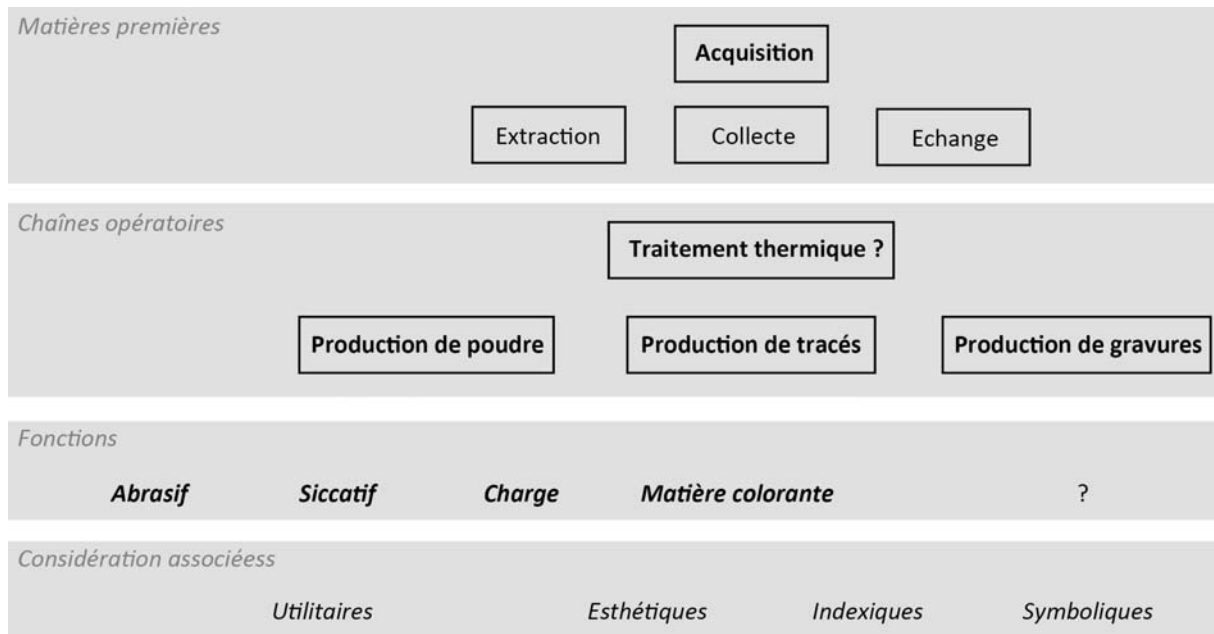 Matières premières
Acquisition
Extraction Collecte Echange
Chaînes opératoires
Traitement thermique ?
Production de poudre Production de tracés Production de gravures
Fonctions
Abrasif Siccatif Charge Matière colorante ?
Considération associéess
Utilitaires Esthétiques Indexiques Symboliques